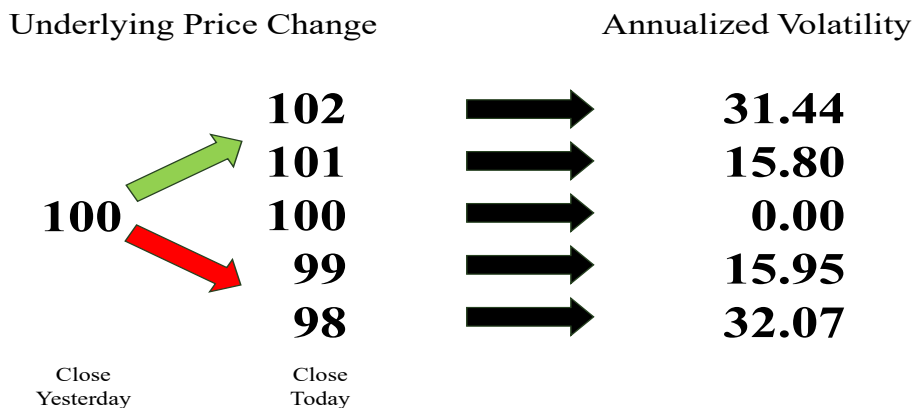 Underlying Price Change
Annualized Volatility
102
31.44
101
15.80
100
100
0.00
99
15.95
98
32.07
Close
Yesterday
Close
Today